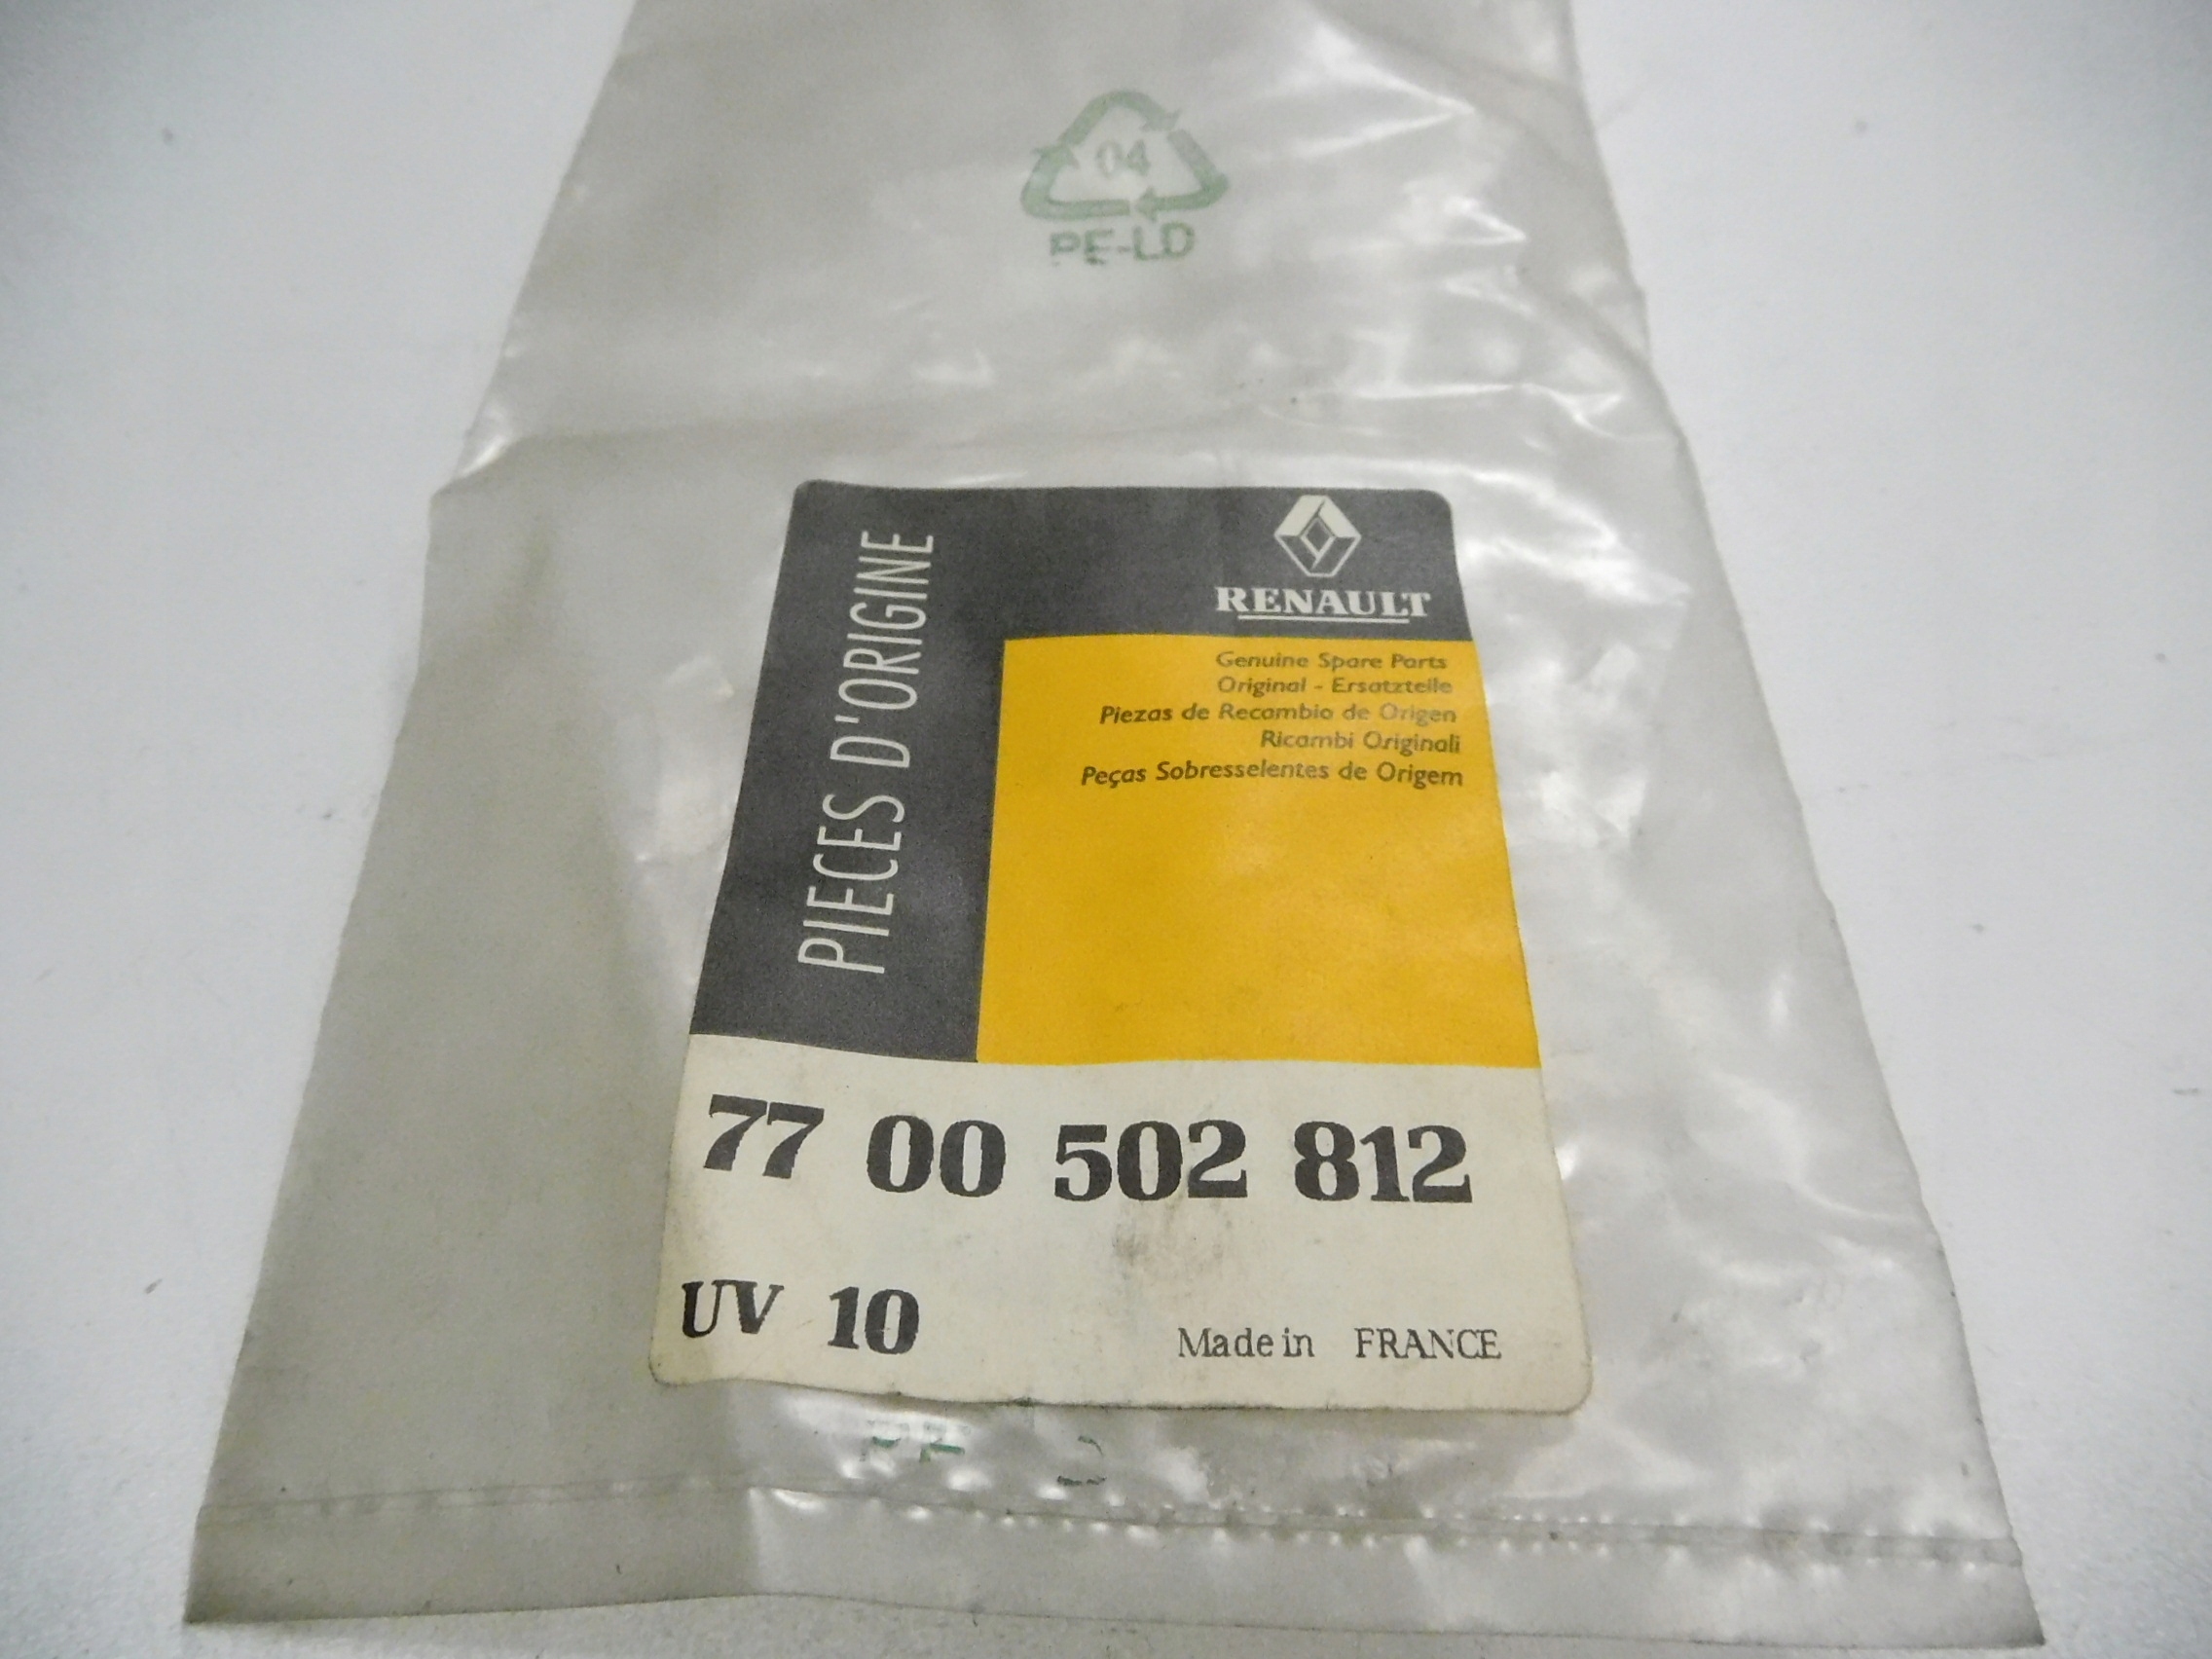 04
PE-LD
PIECES D'ORIGINE
RENAULT
Genuine Spare Parts
Original - Ersatzteile
Piezas de Recambio de Origen
Ricambi Originali
Peças Sobresselentes de Origem
77 00 502 812
UV 10
Made in FRANCE